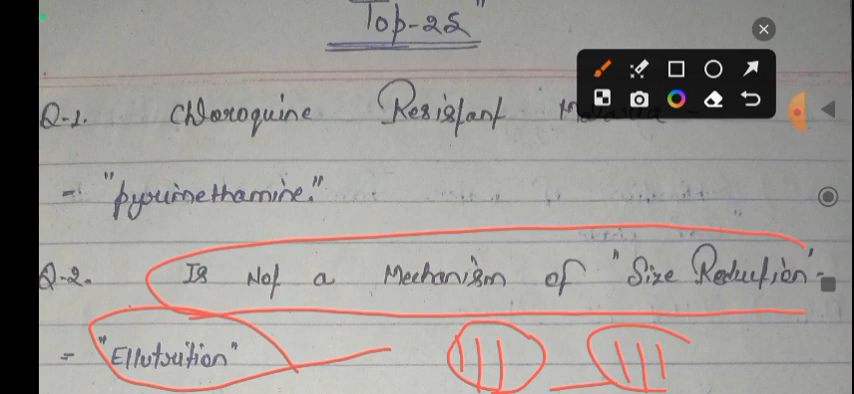 Top-25"
Q-1. Chloroquine Resistant
= "pyrimethamine."
Q-2. Is Not a Mechanism of "Size Reduction" -
= "Ellutrition"